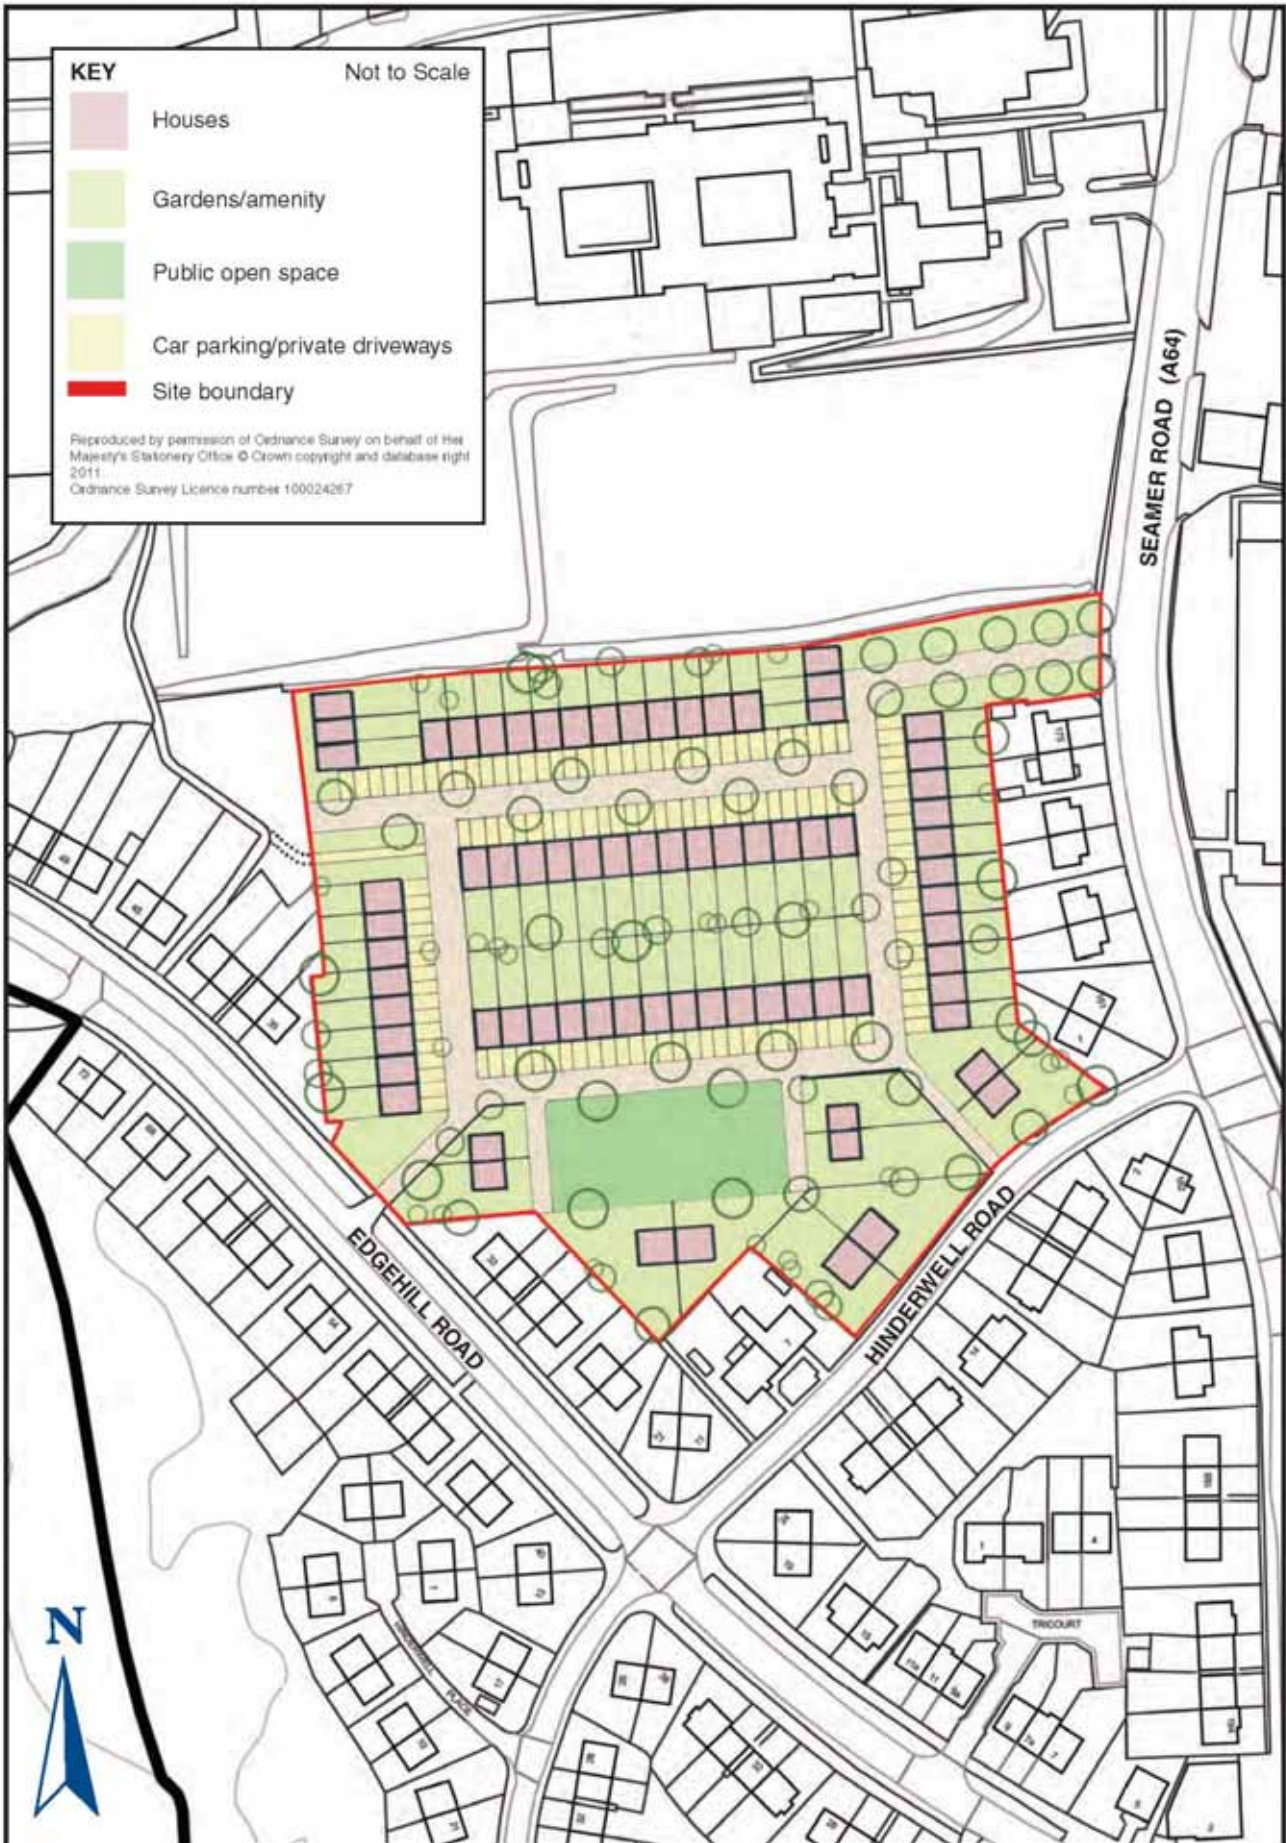 KEY
Not to Scale
Houses
Gardens/amenity
Public open space
Car parking/private driveways
Site boundary
Reproduced by permission of Ordnance Survey on behalf of Her
Majesty's Stationery Office © Crown copyright and database right
2011.
Ordnance Survey Licence number 100024267
SEAMER ROAD (A64)
EDGEHILL ROAD
HINDERWELL ROAD
TRICOURT
PLACE
N